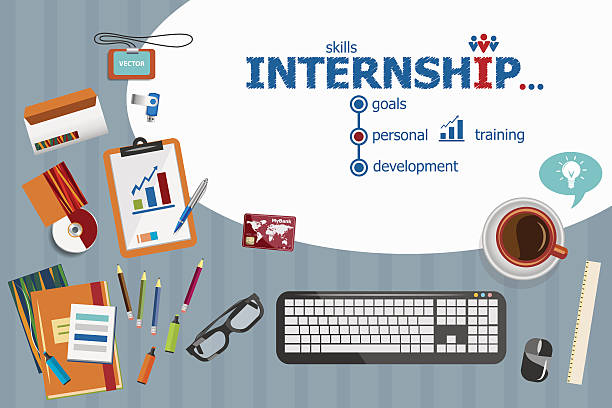 skills
INTERNSHIP...
goals
personal training
development
VECTOR
MyBank